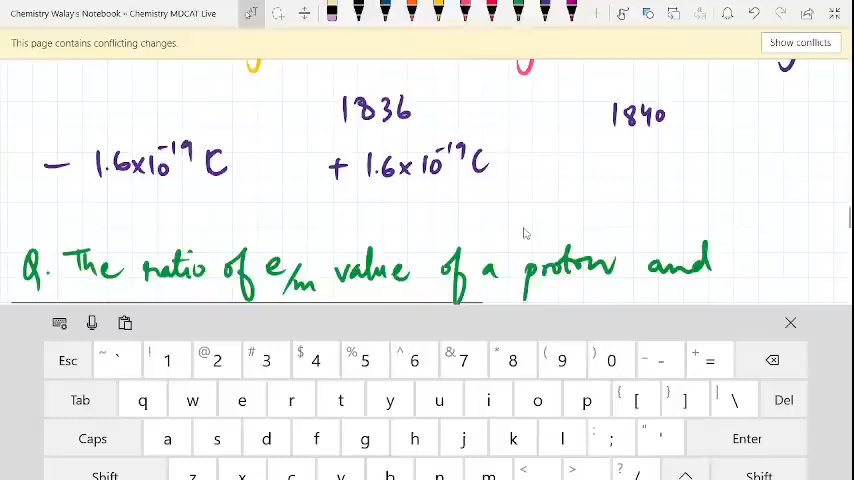 Chemistry Walay's Notebook » Chemistry MDCAT Live
This page contains conflicting changes.
Show conflicts
1836 1840
- 1.6x10-19 C + 1.6x10-19 C
Q. The ratio of e/m value of a proton and
Esc ~ ` ! 1 @ 2 # 3 $ 4 % 5 ^ 6 & 7 * 8 ( 9 ) 0 _ - + =
Tab q w e r t y u i o p { [ } ] | \ Del
Caps a s d f g h j k l : ; " ' Enter
Shift z x c v b n m < > ? / Shift